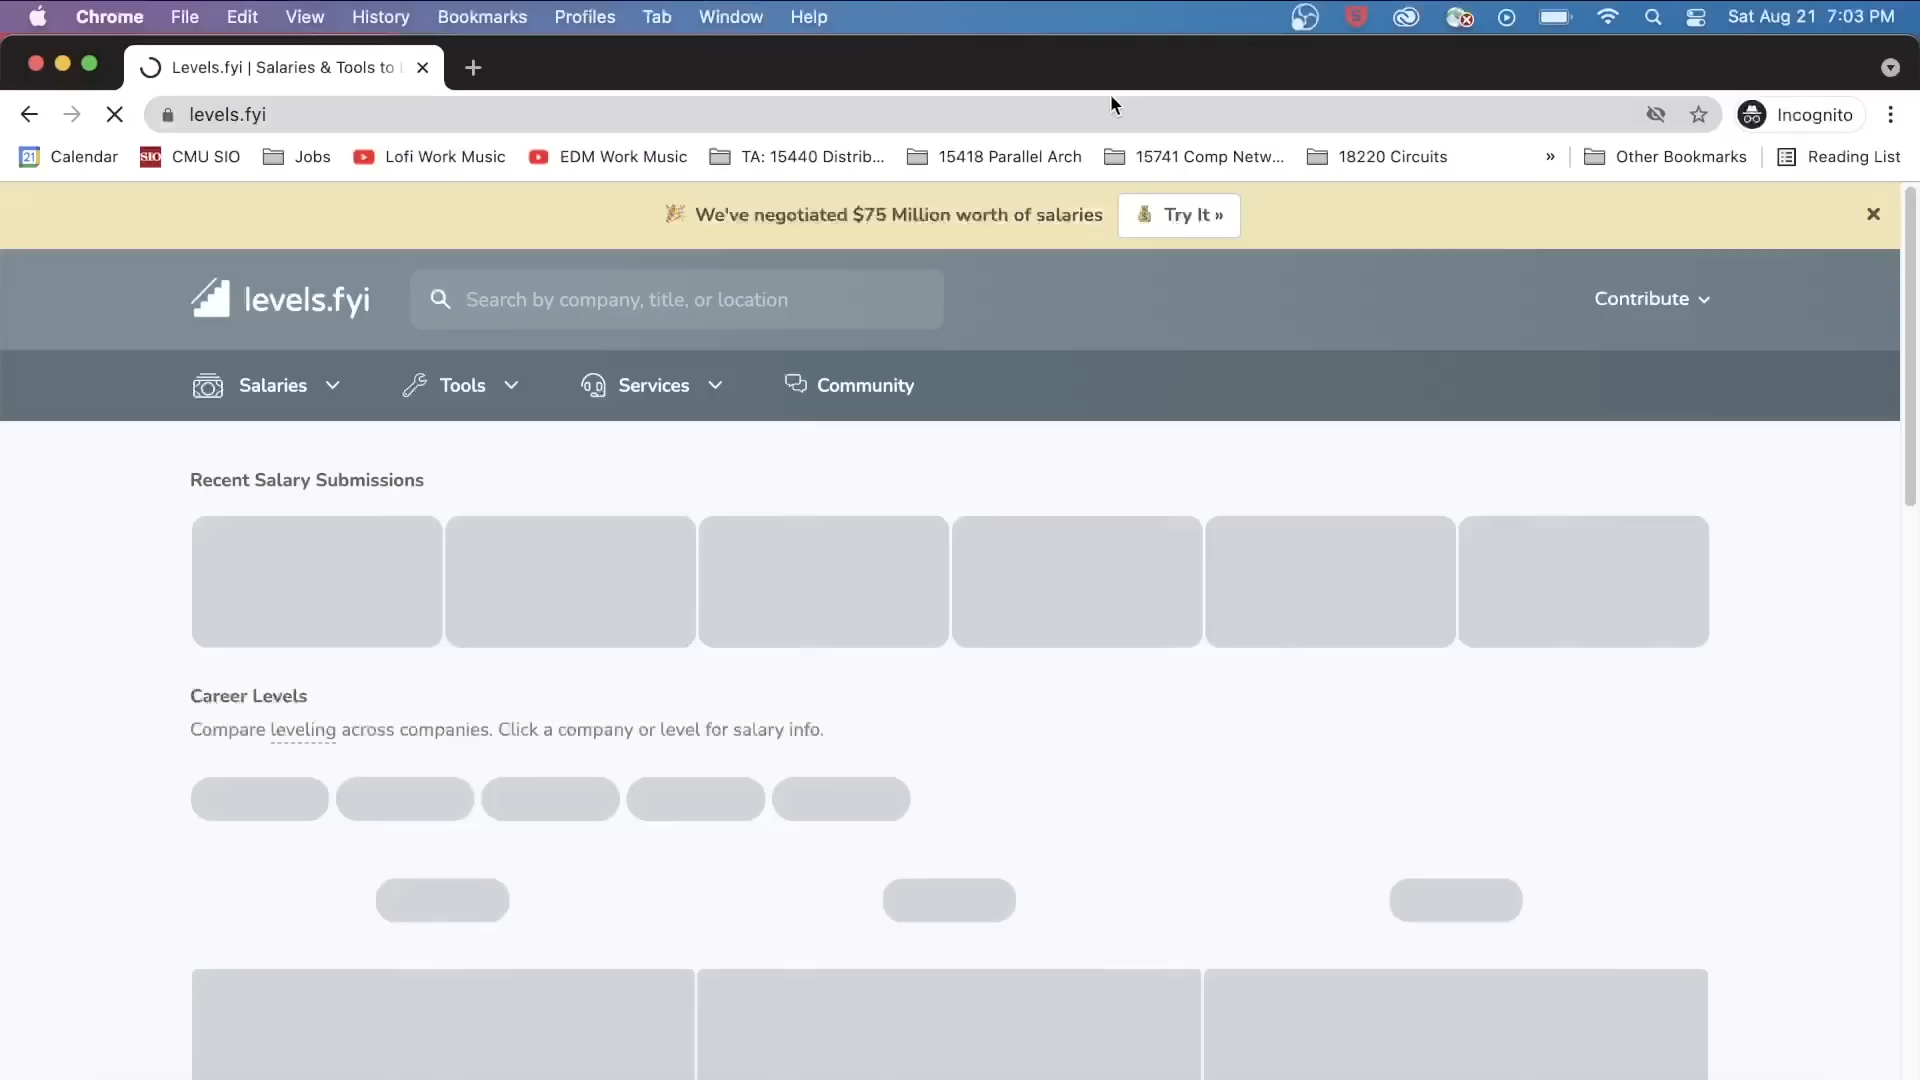 Chrome File Edit View History Bookmarks Profiles Tab Window Help Sat Aug 21 7:03 PM
Levels.fyi | Salaries & Tools to
levels.fyi Incognito
21 Calendar SIO CMU SIO Jobs Lofi Work Music EDM Work Music TA: 15440 Distrib... 15418 Parallel Arch 15741 Comp Netw... 18220 Circuits » Other Bookmarks Reading List
We've negotiated $75 Million worth of salaries Try It »
levels.fyi Search by company, title, or location Contribute
Salaries Tools Services Community
Recent Salary Submissions
Career Levels
Compare leveling across companies. Click a company or level for salary info.